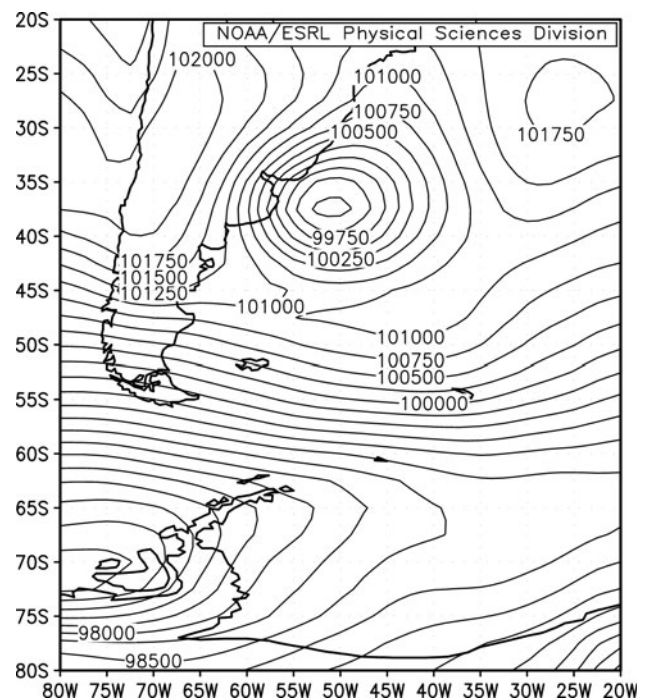 20S NOAA/ESRL Physical Sciences Division
102000
25S
101000
100750
30S
100500
101750
35S
40S
99750
101750
100250
101500
45S
101250
101000
101000
50S
100750
100500
55S
100000
60S
65S
70S
75S
98000
98500
80S
80W 75W 70W 65W 60W 55W 50W 45W 40W 35W 30W 25W 20W